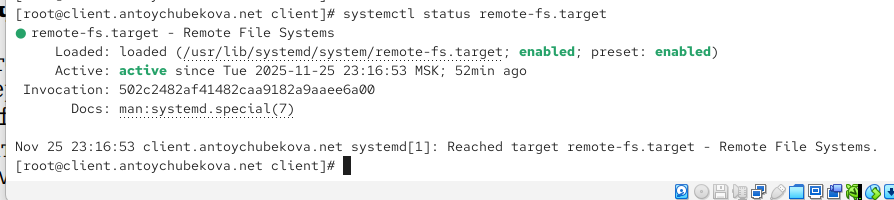 [root@client.antoychubekova.net client]# systemctl status remote-fs.target
● remote-fs.target - Remote File Systems
Loaded: loaded (/usr/lib/systemd/system/remote-fs.target; enabled; preset: enabled)
Active: active since Tue 2025-11-25 23:16:53 MSK; 52min ago
Invocation: 502c2482af41482caa9182a9aaee6a00
Docs: man:systemd.special(7)
Nov 25 23:16:53 client.antoychubekova.net systemd[1]: Reached target remote-fs.target - Remote File Systems.
[root@client.antoychubekova.net client]#